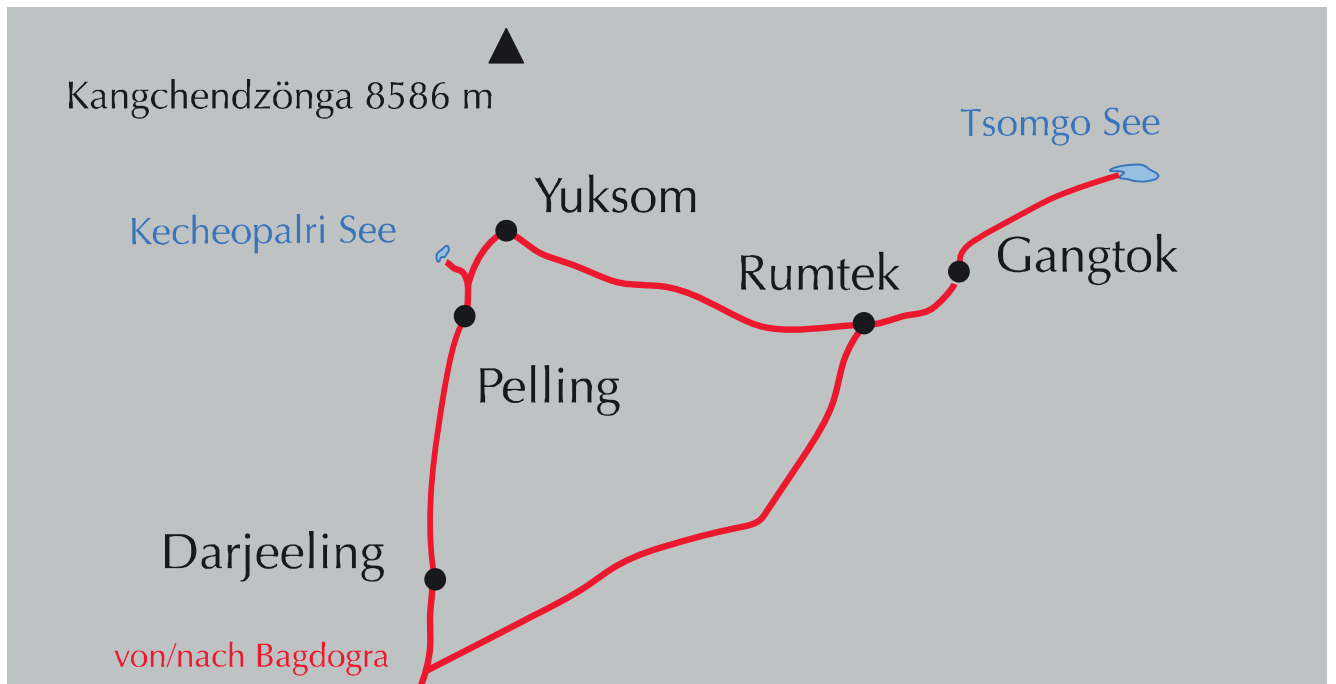 Kangchendzönga 8586 m
Tsomgo See
Yuksom
Kecheopalri See
Gangtok
Rumtek
Pelling
Darjeeling
von/nach Bagdogra